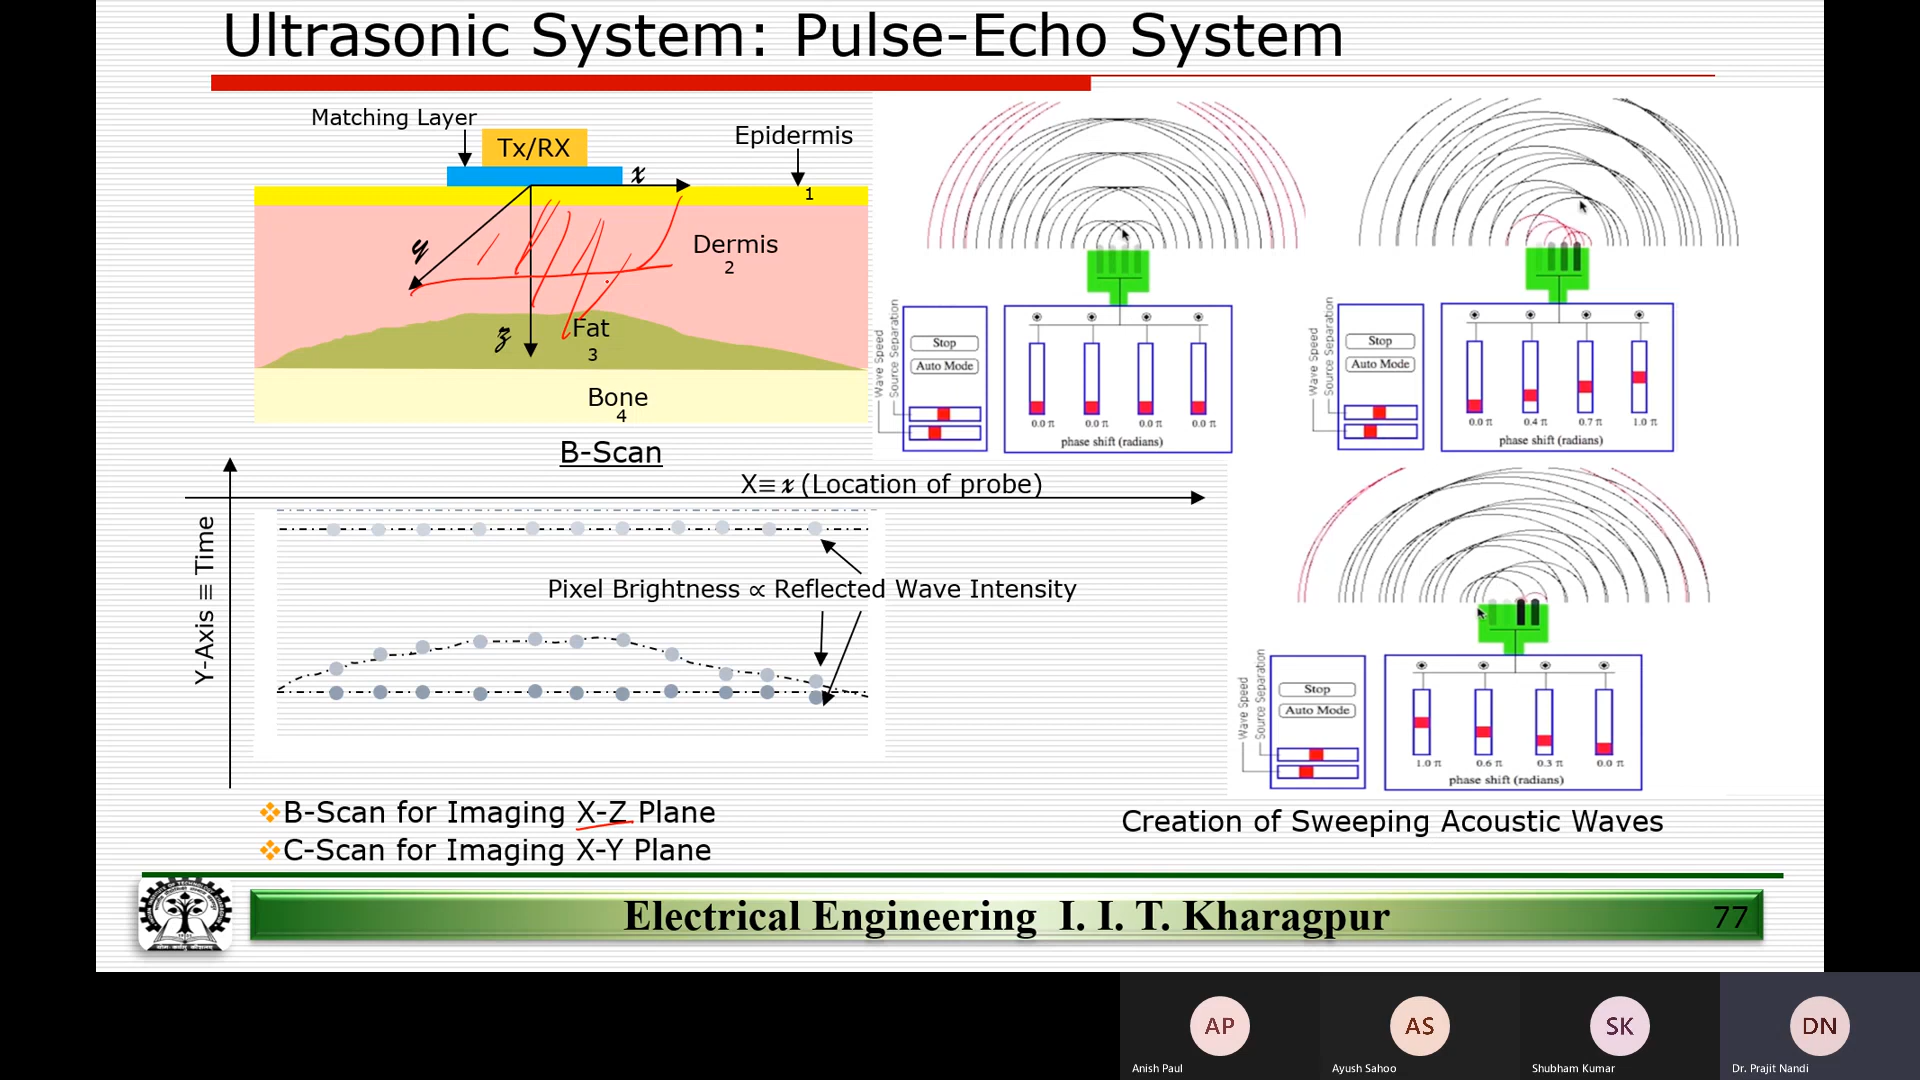 Ultrasonic System: Pulse-Echo System
Matching Layer
Tx/RX
Epidermis
x
1
y
Dermis
2
z
Fat
3
Bone
4
B-Scan
X≡ x (Location of probe)
Y-Axis ≡ Time
Pixel Brightness ∝ Reflected Wave Intensity
❖B-Scan for Imaging X-Z Plane
❖C-Scan for Imaging X-Y Plane
Wave Speed
Source Separation
Stop
Auto Mode
0.0 π 0.0 π 0.0 π 0.0 π
phase shift (radians)
Wave Speed
Source Separation
Stop
Auto Mode
0.0 π 0.4 π 0.7 π 1.0 π
phase shift (radians)
Wave Speed
Source Separation
Stop
Auto Mode
1.0 π 0.6 π 0.3 π 0.0 π
phase shift (radians)
Creation of Sweeping Acoustic Waves
Electrical Engineering I. I. T. Kharagpur
77
AP
Anish Paul
AS
Ayush Sahoo
SK
Shubham Kumar
DN
Dr. Prajit Nandi